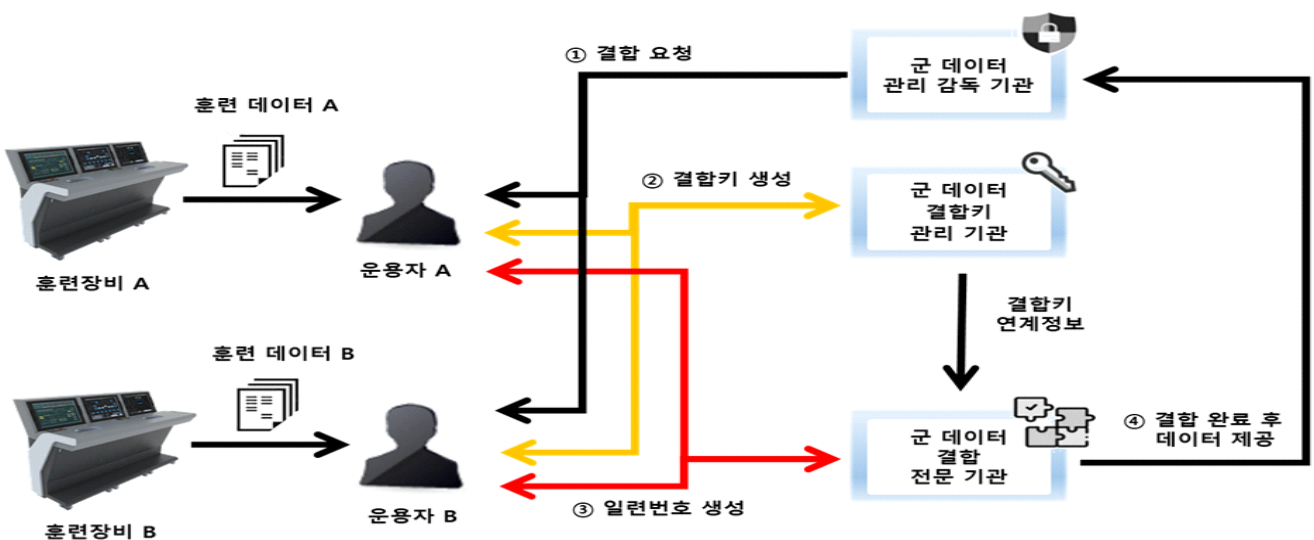 ① 결합 요청
군 데이터
관리 감독 기관
훈련 데이터 A
② 결합키 생성
군 데이터
결합키
관리 기관
운용자 A
훈련장비 A
결합키
연계정보
훈련 데이터 B
④ 결합 완료 후
데이터 제공
군 데이터
결합
전문 기관
③ 일련번호 생성
운용자 B
훈련장비 B